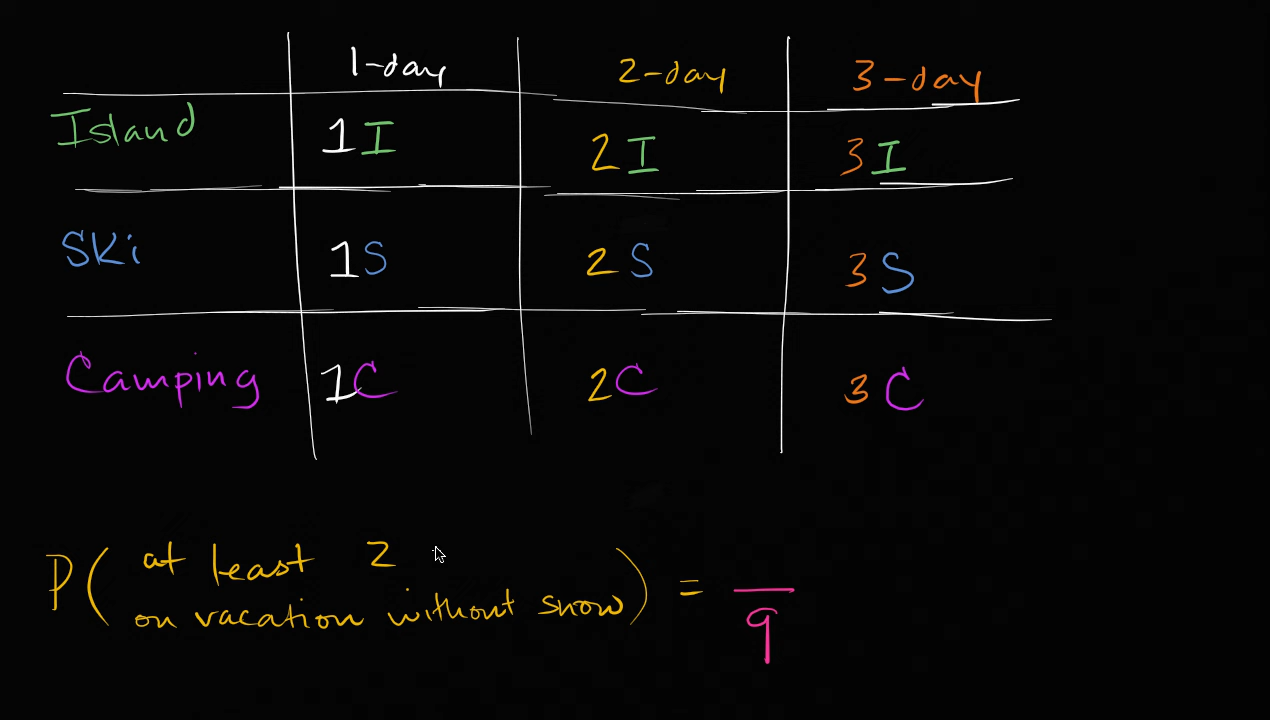 1-day 2-day 3-day
Island 1I 2I 3I
Ski 1S 2S 3S
Camping 1C 2C 3C
P( at least 2
on vacation without snow ) = /9